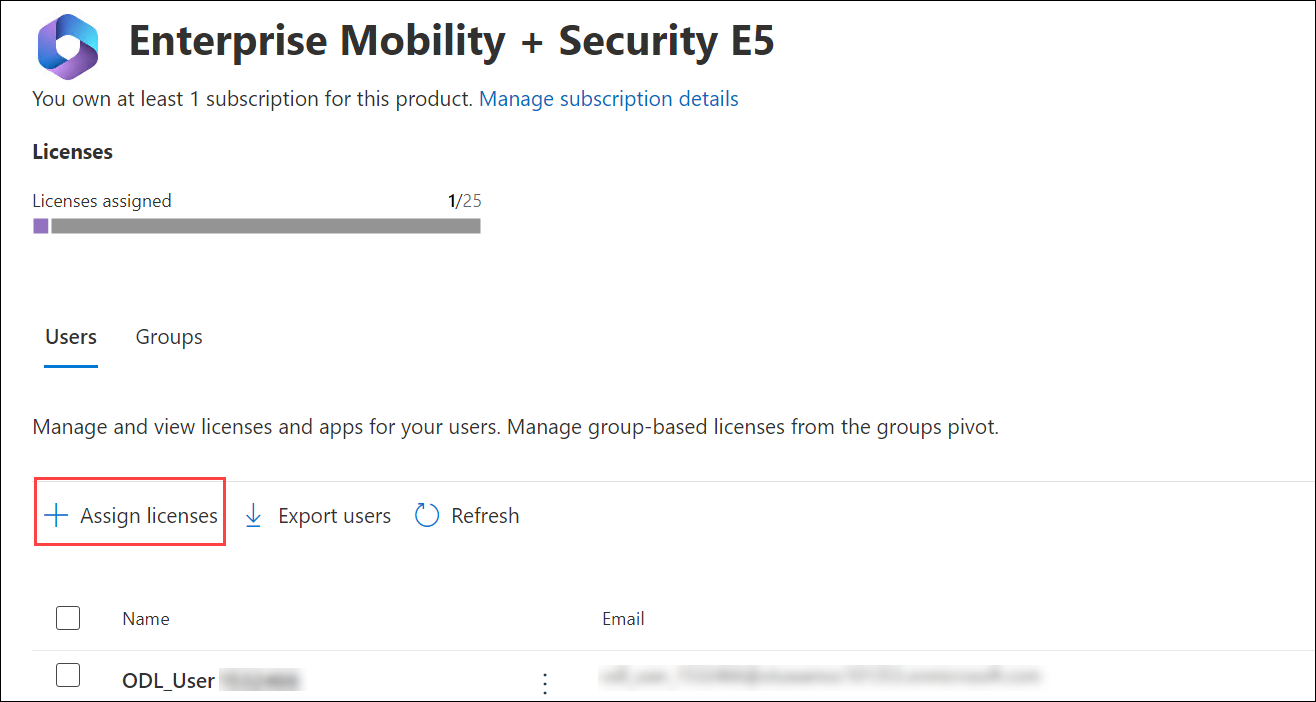 Enterprise Mobility + Security E5
You own at least 1 subscription for this product. Manage subscription details
Licenses
Licenses assigned 1/25
Users Groups
Manage and view licenses and apps for your users. Manage group-based licenses from the groups pivot.
Assign licenses Export users Refresh
Name Email
ODL_User